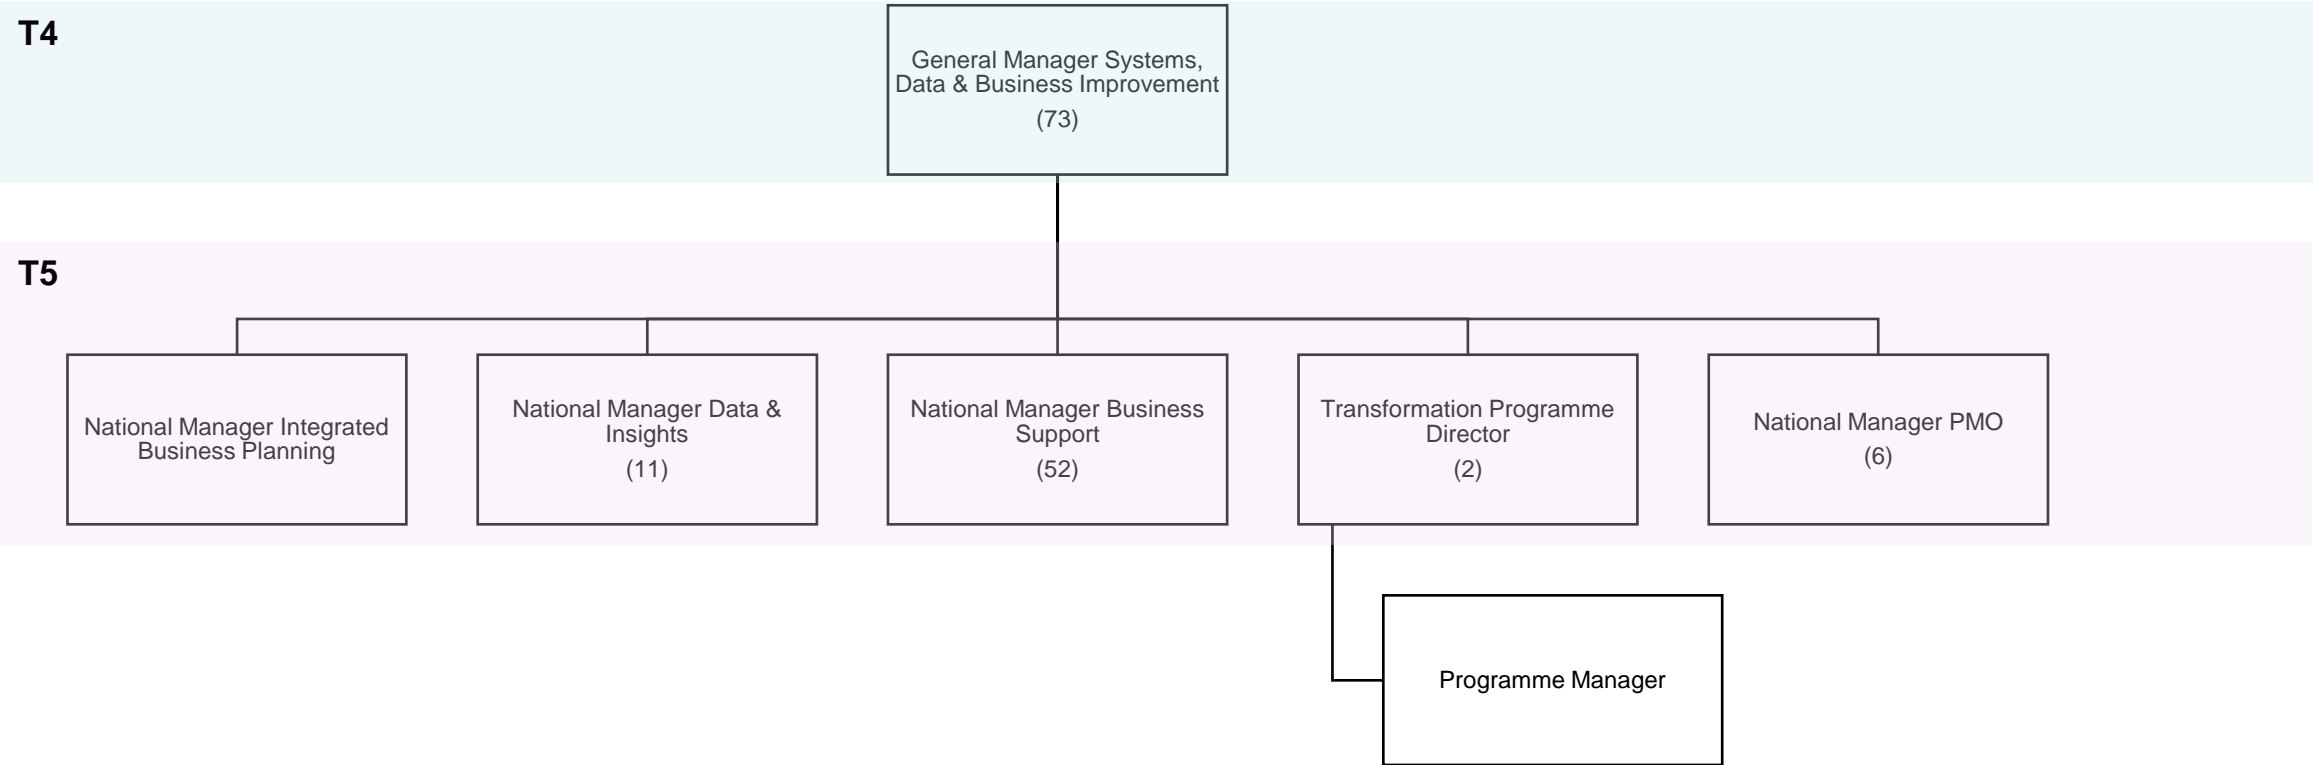 T4
General Manager Systems,
Data & Business Improvement
(73)
T5
National Manager Integrated
Business Planning
National Manager Data &
Insights
(11)
National Manager Business
Support
(52)
Transformation Programme
Director
(2)
National Manager PMO
(6)
Programme Manager